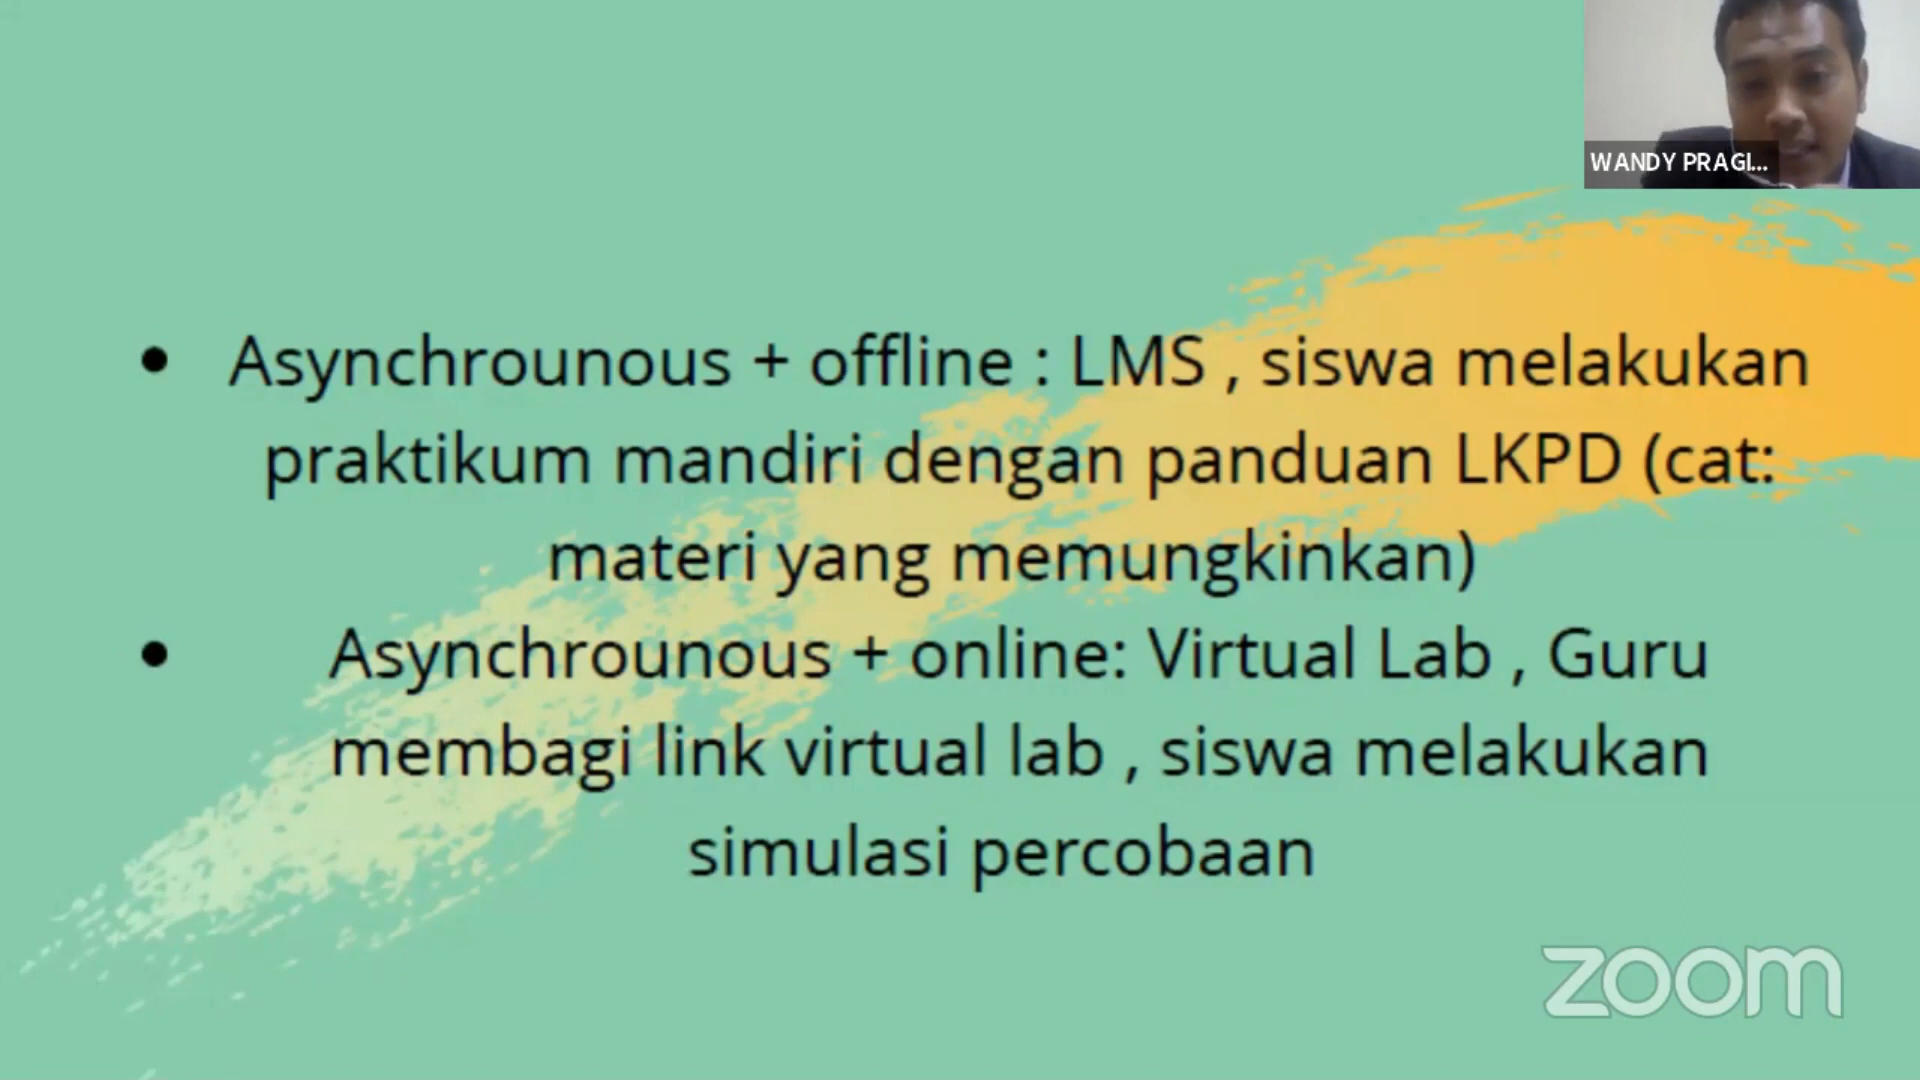 WANDY PRAGI...
• Asynchrounous + offline : LMS , siswa melakukan
praktikum mandiri dengan panduan LKPD (cat:
materi yang memungkinkan)
• Asynchrounous + online: Virtual Lab , Guru
membagi link virtual lab , siswa melakukan
simulasi percobaan
zoom